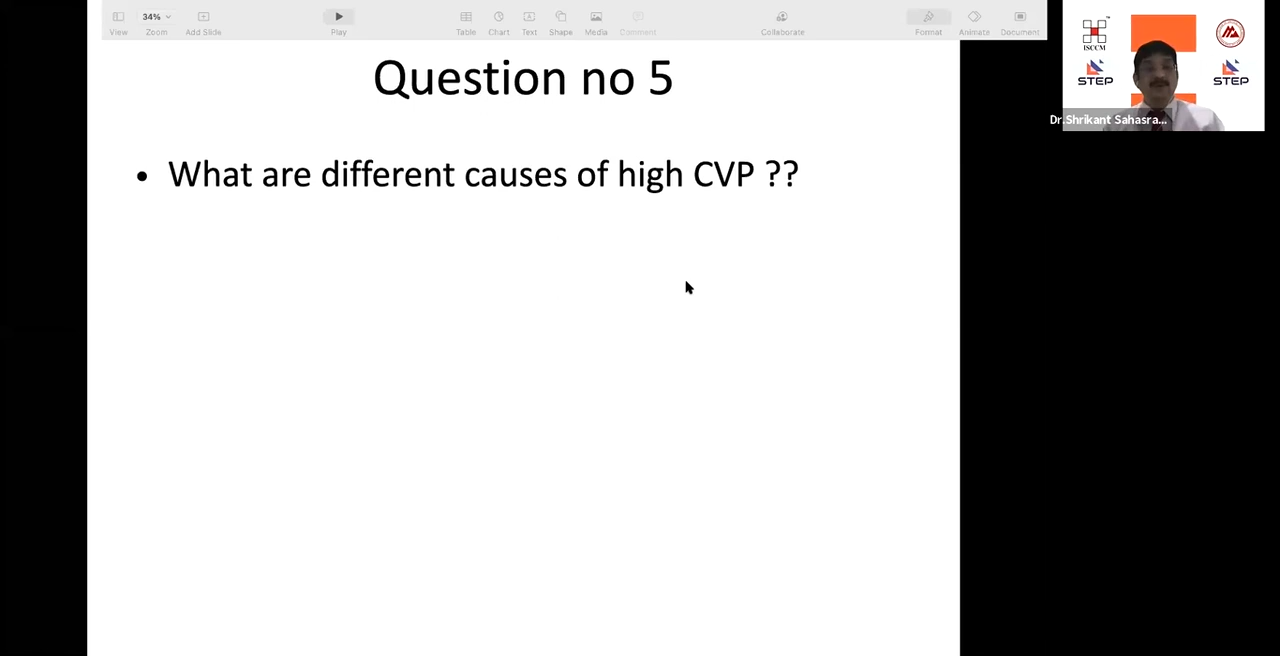 34%
View
Zoom
Add Slide
Play
Table
Chart
Text
Shape
Media
Comment
Collaborate
Format
Animate
Document
Question no 5
• What are different causes of high CVP ??
ISCCM
STEP
STEP
Dr.Shrikant Sahasra...